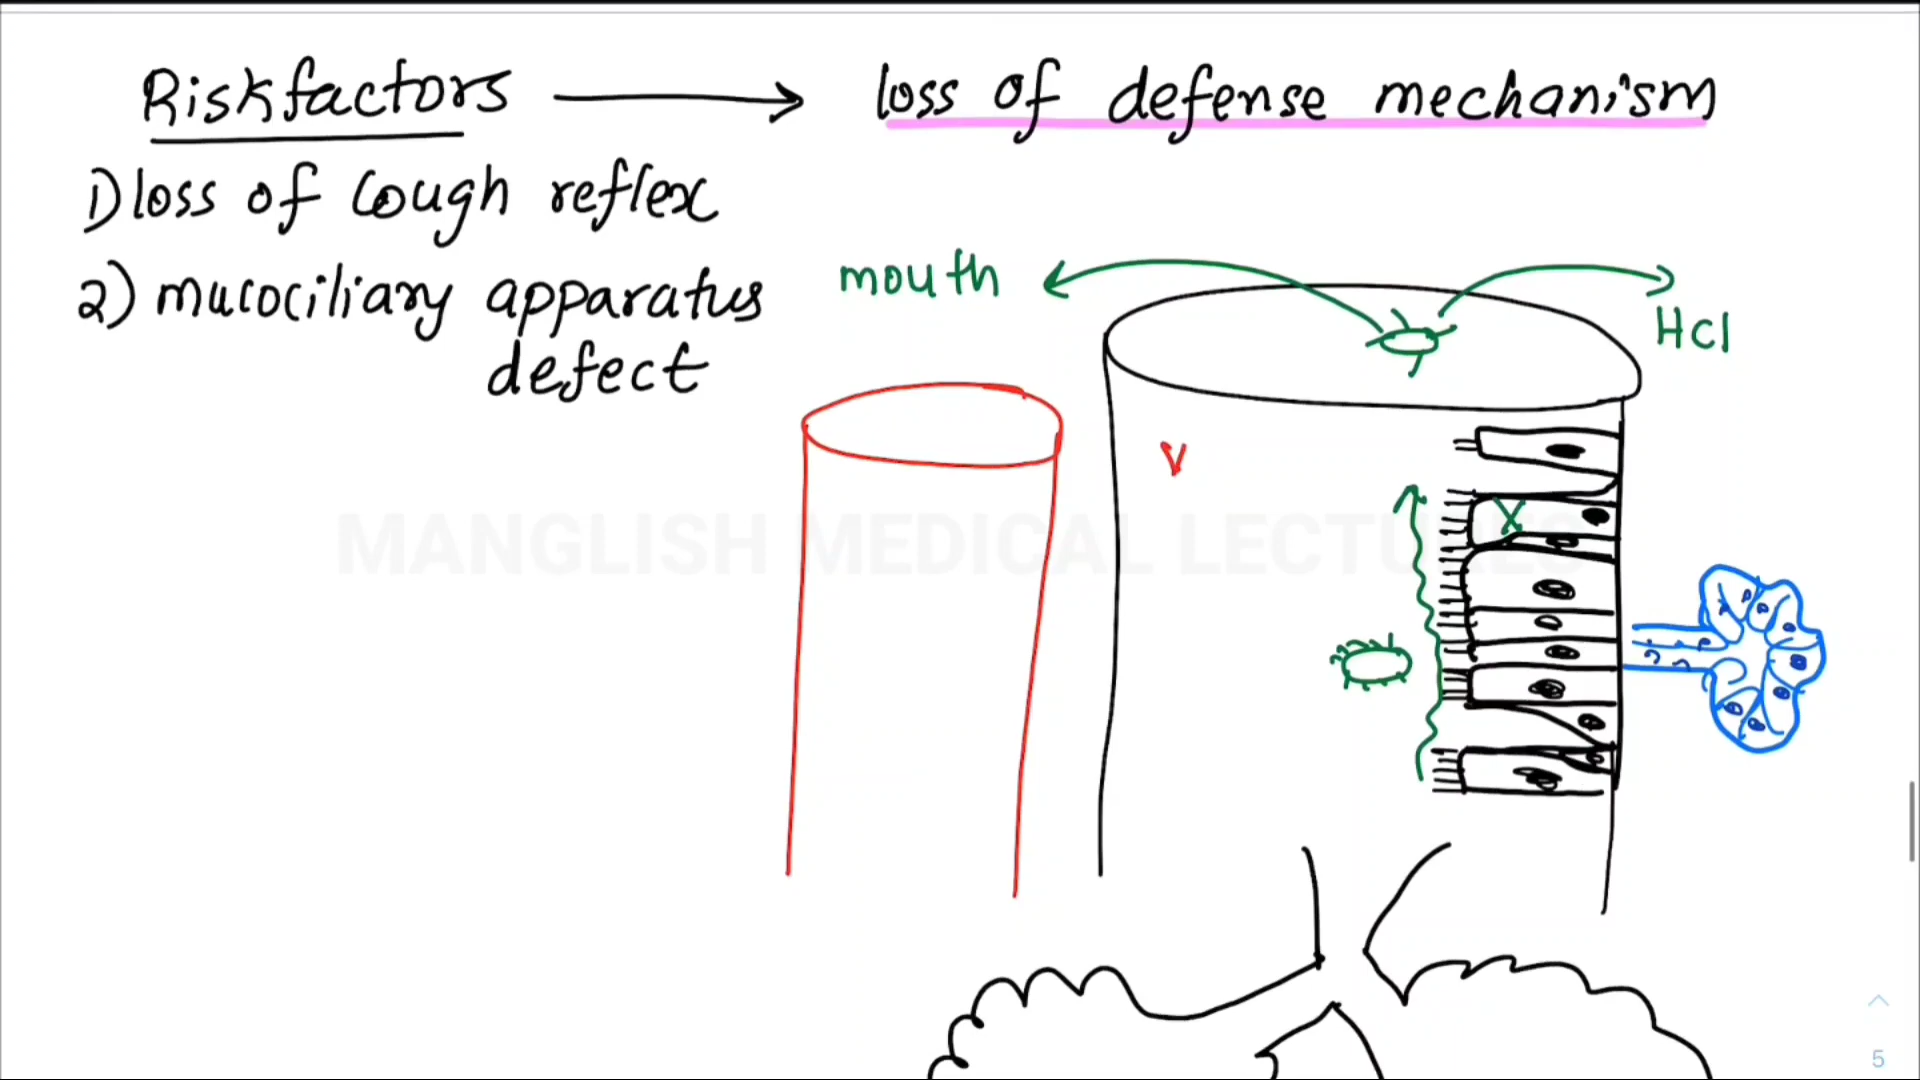 Riskfactors → loss of defense mechanism
1) loss of cough reflex
2) mucociliary apparatus
defect
mouth
HCl
V
X
MANGLISH MEDICAL LECTURES
5